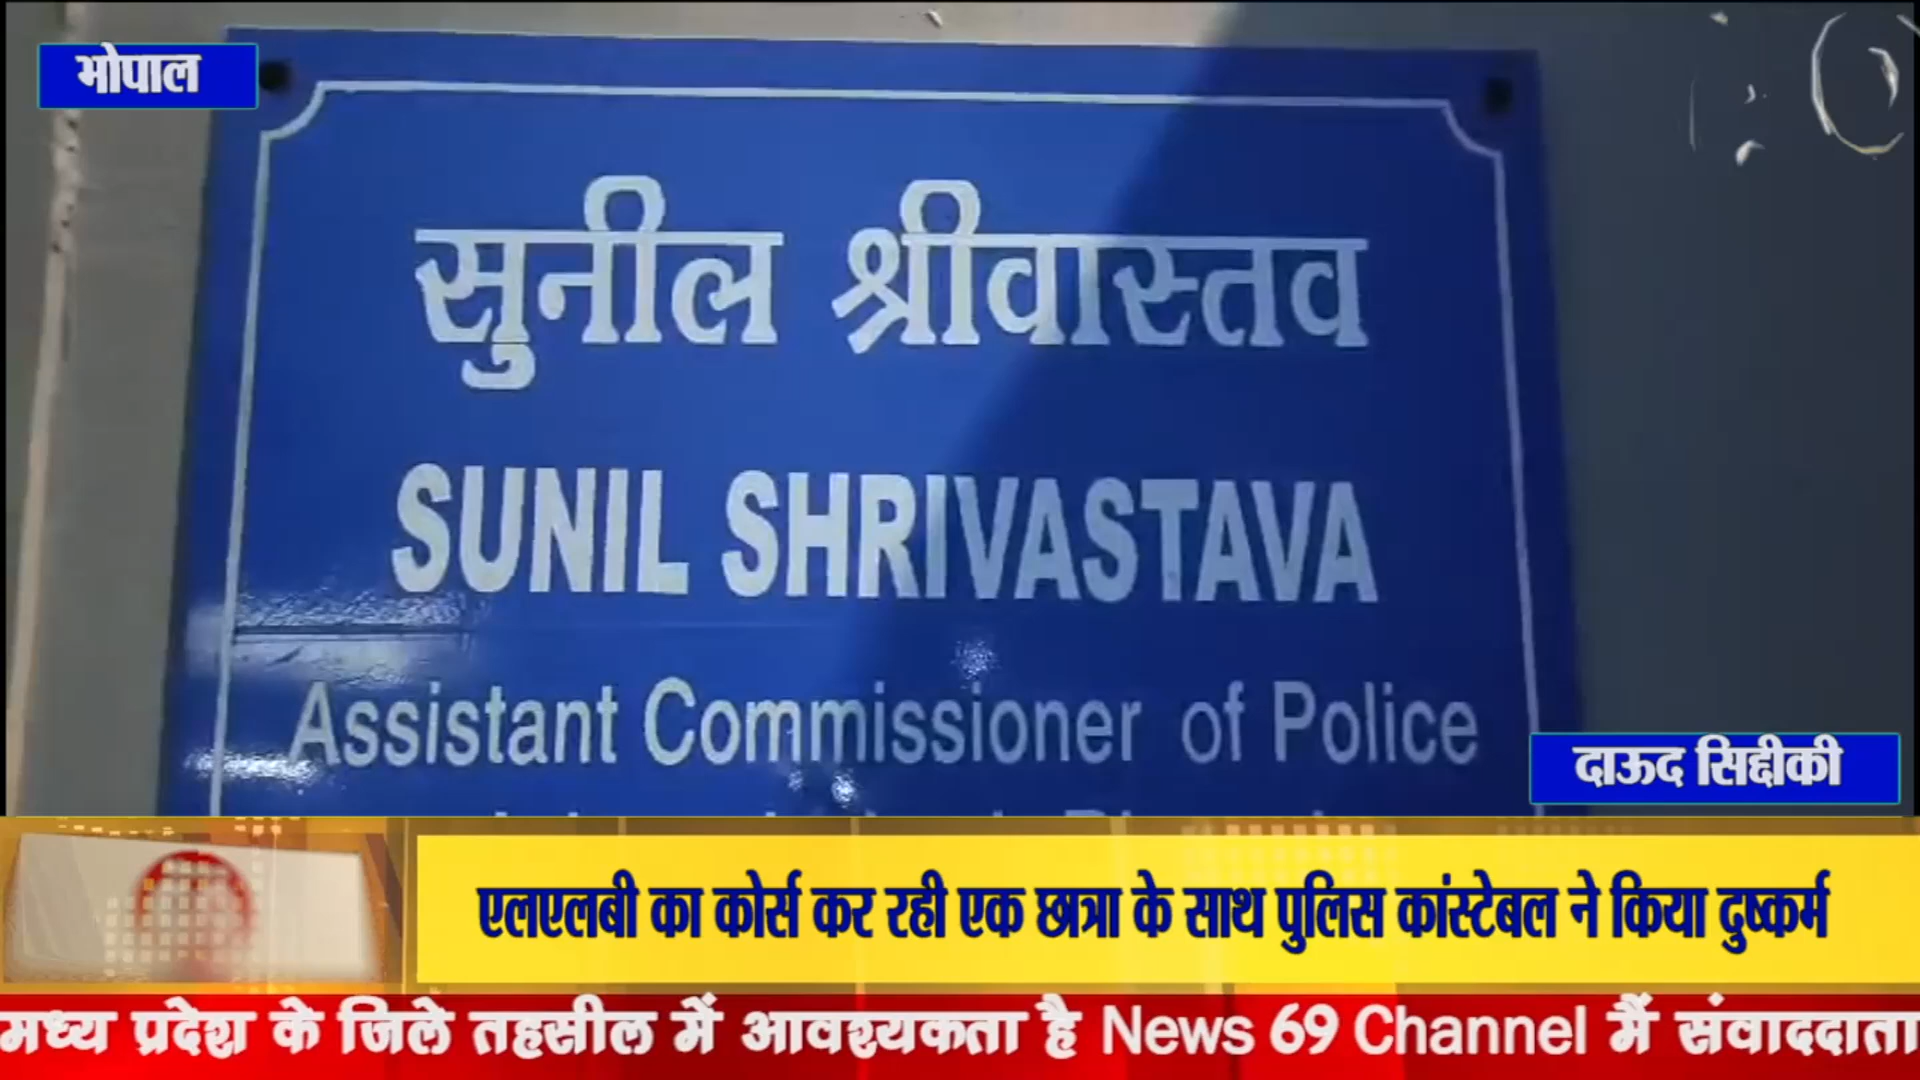 भोपाल
सुनील श्रीवास्तव
SUNIL SHRIVASTAVA
Assistant Commissioner of Police
दाऊद सिद्दीकी
एलएलबी का कोर्स कर रही एक छात्रा के साथ पुलिस कांस्टेबल ने किया दुष्कर्म
मध्य प्रदेश के जिले तहसील में आवश्यकता है News 69 Channel मैं संवाददाता